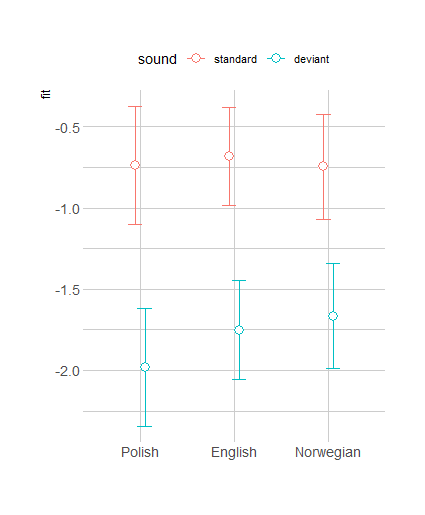 sound standard deviant
fit
-0.5
-1.0
-1.5
-2.0
Polish English Norwegian